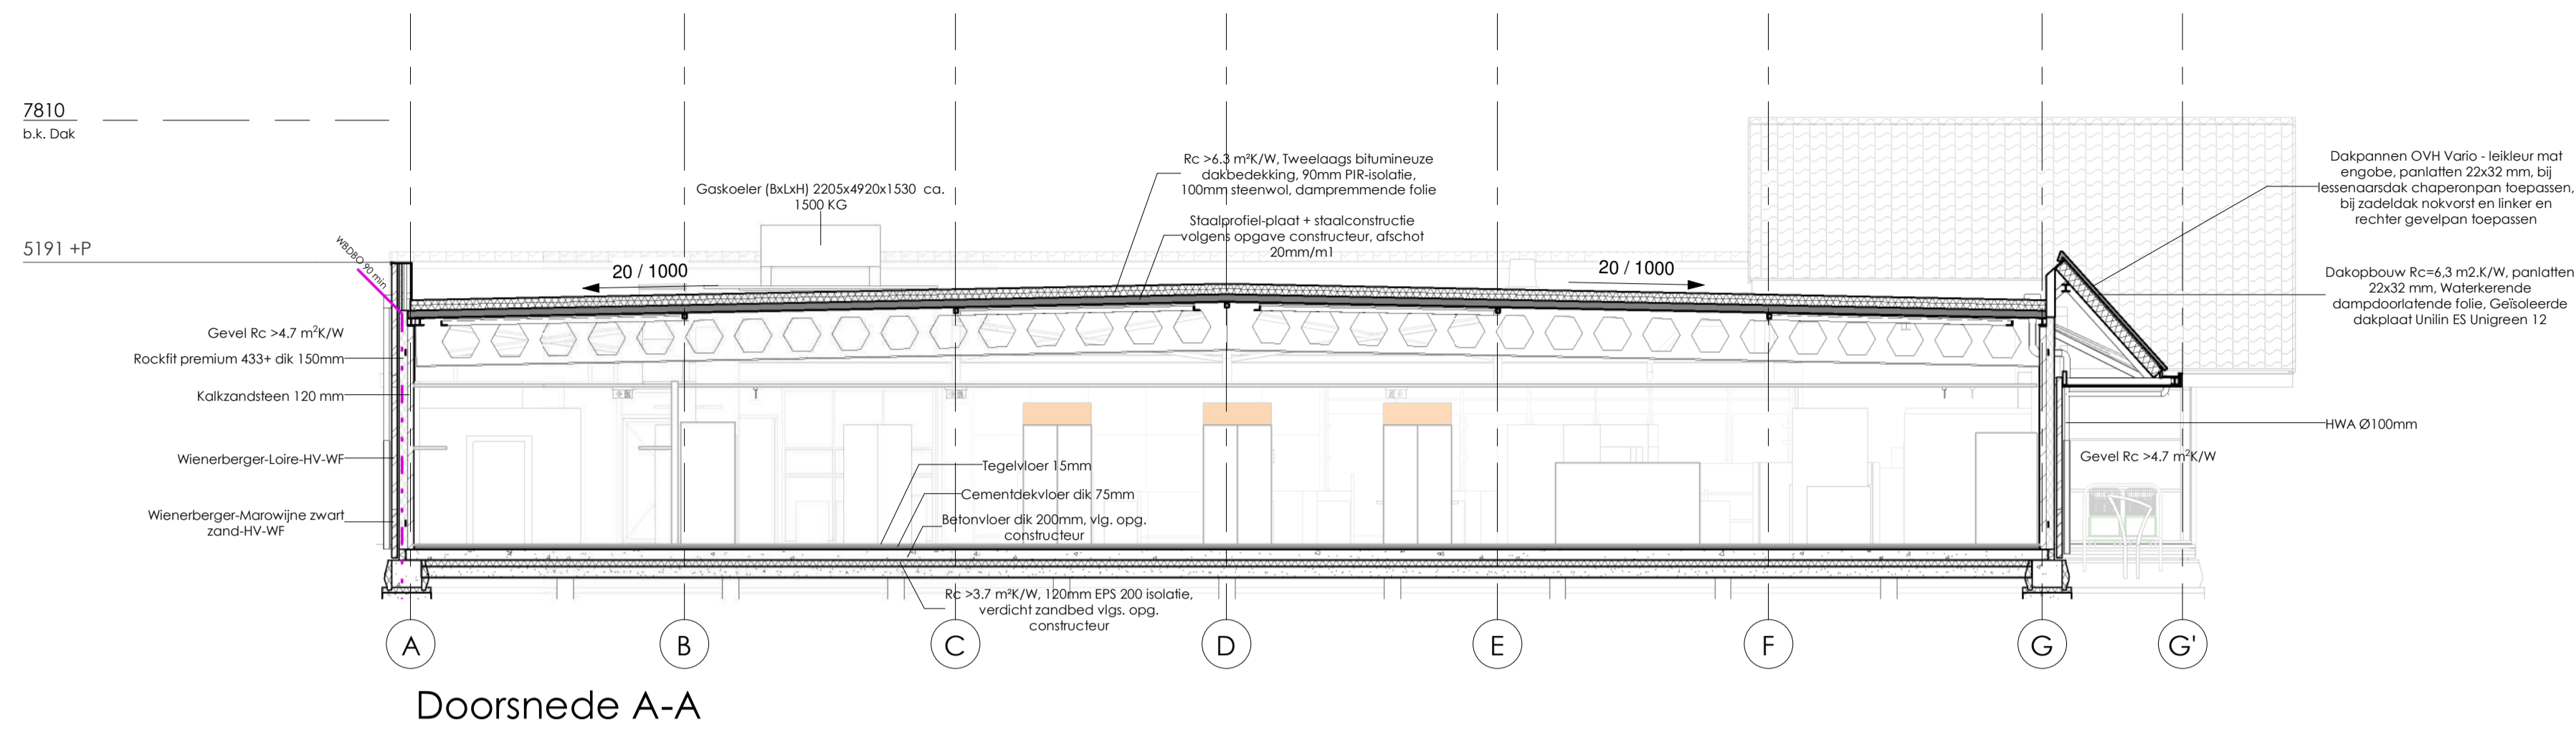 7810
b.k. Dak
5191 +P
WBDBO 90 min
Gevel Rc >4.7 m²K/W
Rockfit premium 433+ dik 150mm
Kalkzandsteen 120 mm
Wienerberger-Loire-HV-WF
Wienerberger-Marowijne zwart
zand-HV-WF
20 / 1000
Gaskoeler (BxLxH) 2205x4920x1530  ca.
1500 KG
Rc >6.3 m²K/W, Tweelaags bitumineuze
dakbedekking, 90mm PIR-isolatie,
100mm steenwol, dampremmende folie
Staalprofiel-plaat + staalconstructie
volgens opgave constructeur, afschot
20mm/m1
20 / 1000
Tegelvloer 15mm
Cementdekvloer dik 75mm
Betonvloer dik 200mm, vlg. opg.
constructeur
Rc >3.7 m²K/W, 120mm EPS 200 isolatie,
verdicht zandbed vlgs. opg.
constructeur
Dakpannen OVH Vario - leikleur mat
engobe, panlatten 22x32 mm, bij
lessenaarsdak chaperonpan toepassen,
bij zadeldak nokvorst en linker en
rechter gevelpan toepassen
Dakopbouw Rc=6,3 m2.K/W, panlatten
22x32 mm, Waterkerende
dampdoorlatende folie, Geïsoleerde
dakplaat Unilin ES Unigreen 12
HWA Ø100mm
Gevel Rc >4.7 m²K/W
A
B
C
D
E
F
G
G'
Doorsnede A-A